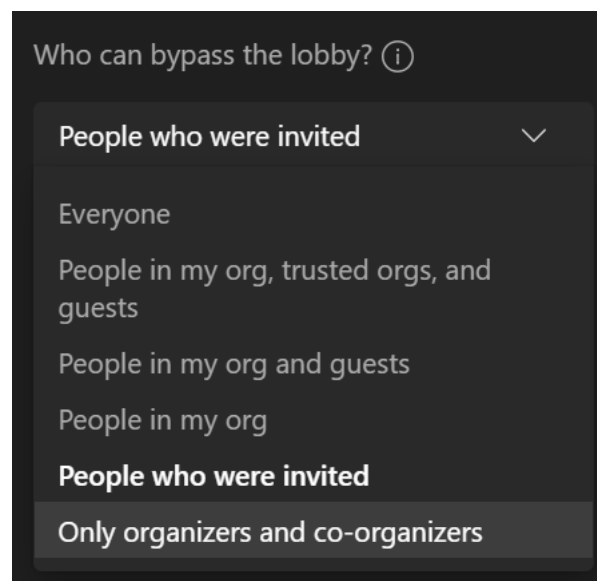 Who can bypass the lobby?
People who were invited
Everyone
People in my org, trusted orgs, and
guests
People in my org and guests
People in my org
People who were invited
Only organizers and co-organizers